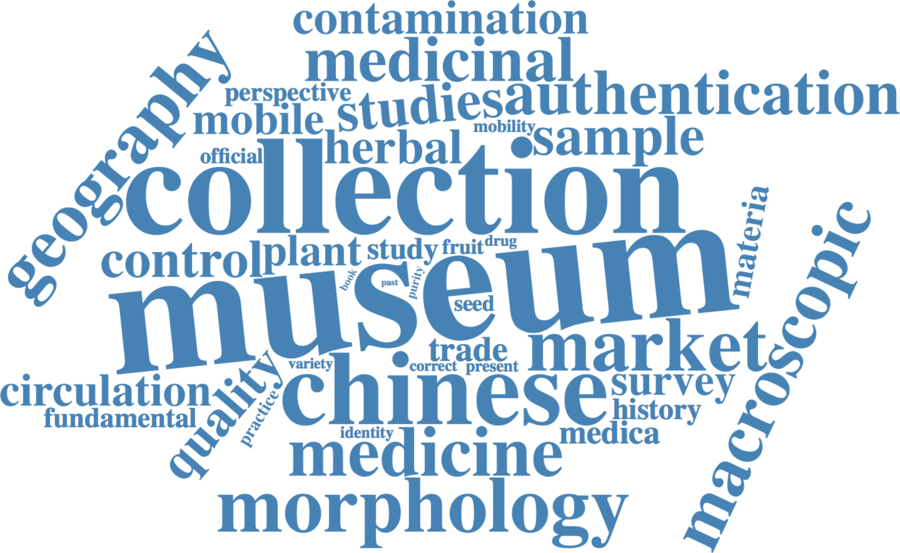 contamination
medicinal
geography
perspective
studies
authentication
mobile
mobility
sample
official
herbal
collection
materia
control
plant
study
fruit
drug
macroscopic
museum
book
past
purity
seed
market
trade
variety
correct
present
circulation
quality
chinese
survey
fundamental
practice
history
identity
medica
medicine
morphology